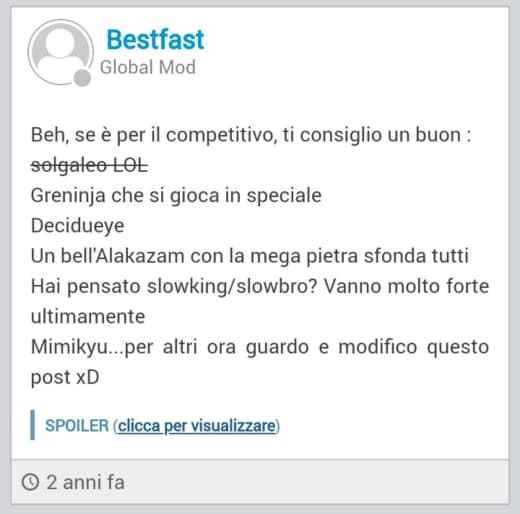 Bestfast
Global Mod
Beh, se è per il competitivo, ti consiglio un buon :
solgaleo LOL
Greninja che si gioca in speciale
Decidueye
Un bell'Alakazam con la mega pietra sfonda tutti
Hai pensato slowking/slowbro? Vanno molto forte
ultimamente
Mimikyu...per altri ora guardo e modifico questo
post xD
SPOILER (clicca per visualizzare)
2 anni fa